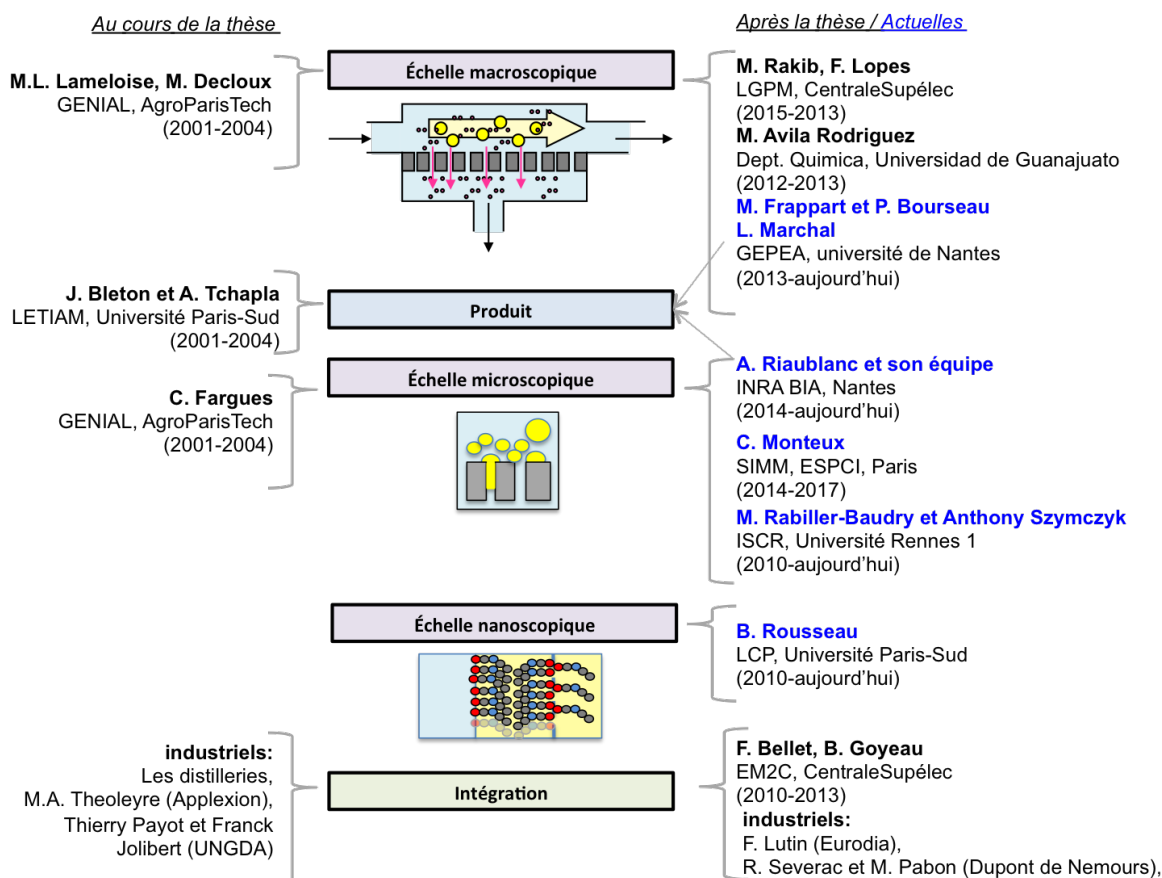 Au cours de la thèse
Après la thèse / Actuelles
Échelle macroscopique
M.L. Lameloise, M. Decloux
GENIAL, AgroParisTech
(2001-2004)
M. Rakib, F. Lopes
LGPM, CentraleSupélec
(2015-2013)
M. Avila Rodriguez
Dept. Quimica, Universidad de Guanajuato
(2012-2013)
M. Frappart et P. Bourseau
L. Marchal
GEPEA, université de Nantes
(2013-aujourd'hui)
J. Bleton et A. Tchapla
LETIAM, Université Paris-Sud
(2001-2004)
Produit
Échelle microscopique
C. Fargues
GENIAL, AgroParisTech
(2001-2004)
A. Riaublanc et son équipe
INRA BIA, Nantes
(2014-aujourd'hui)
C. Monteux
SIMM, ESPCI, Paris
(2014-2017)
M. Rabiller-Baudry et Anthony Szymczyk
ISCR, Université Rennes 1
(2010-aujourd'hui)
Échelle nanoscopique
B. Rousseau
LCP, Université Paris-Sud
(2010-aujourd'hui)
industriels:
Les distilleries,
M.A. Theoleyre (Applexion),
Thierry Payot et Franck
Jolibert (UNGDA)
Intégration
F. Bellet, B. Goyeau
EM2C, CentraleSupélec
(2010-2013)
industriels:
F. Lutin (Eurodia),
R. Severac et M. Pabon (Dupont de Nemours),